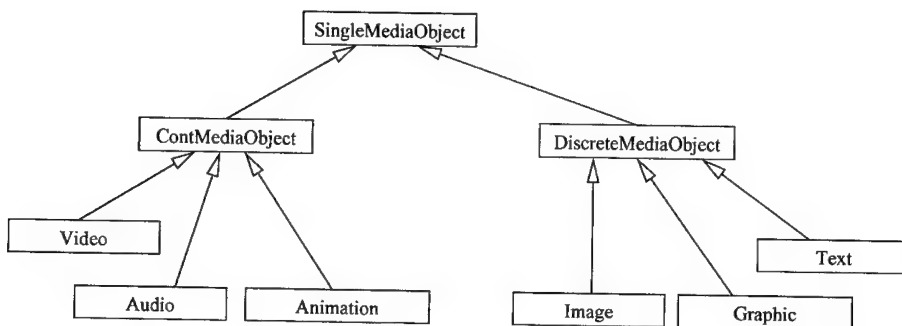 SingleMediaObject
ContMediaObject
DiscreteMediaObject
Video
Text
Audio
Animation
Image
Graphic